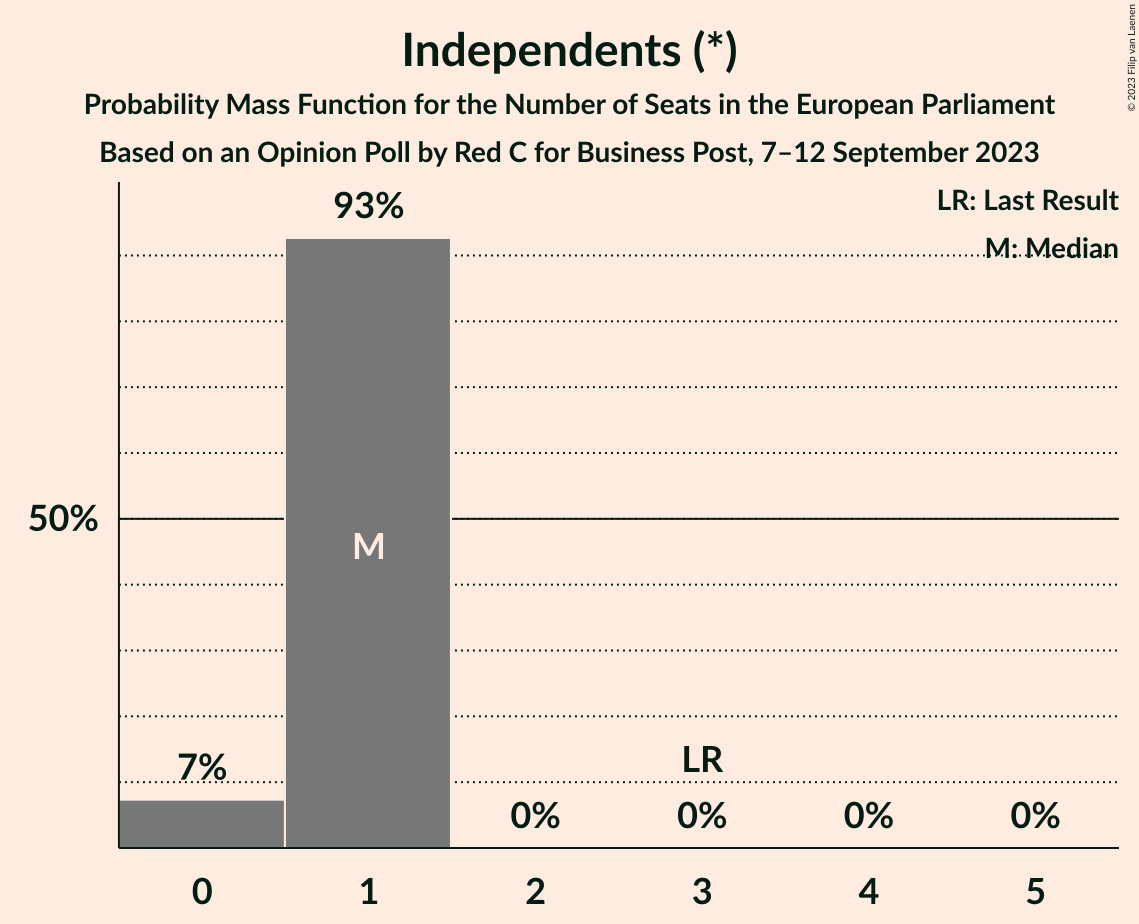 Independents (*)
Probability Mass Function for the Number of Seats in the European Parliament
Based on an Opinion Poll by Red C for Business Post, 7–12 September 2023
© 2023 Filip van Laenen
LR: Last Result
M: Median
93%
50%
M
7%
LR
0%
0%
0%
0%
0 1 2 3 4 5